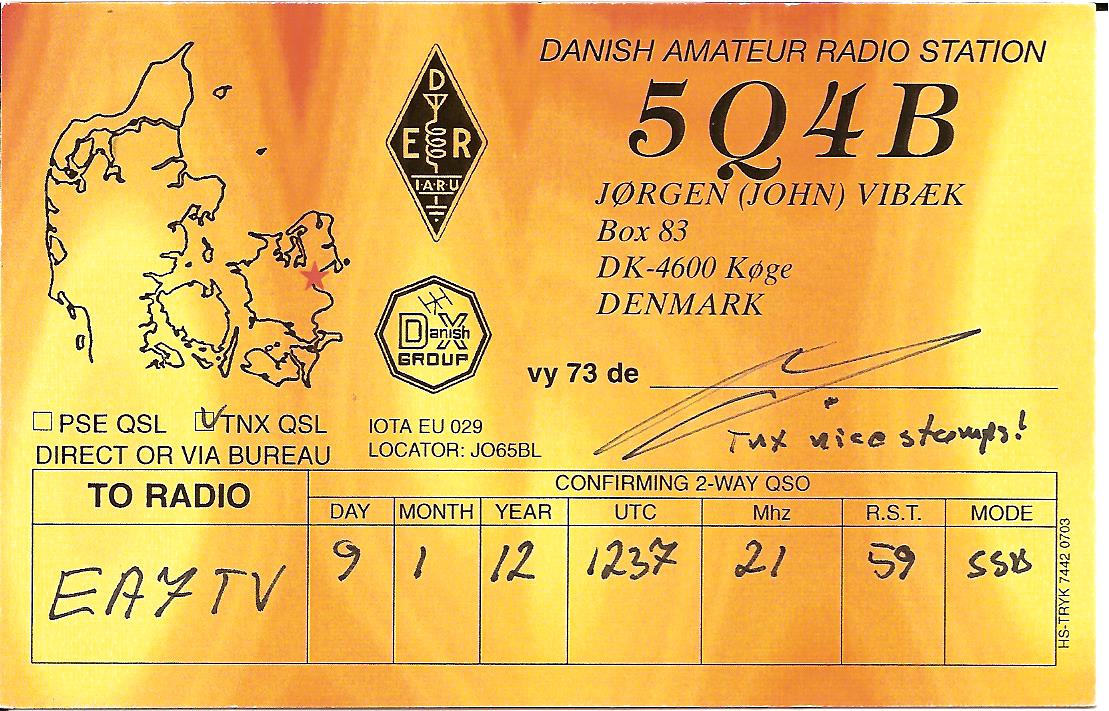 DANISH AMATEUR RADIO STATION
5Q4B
JØRGEN (JOHN) VIBÆK
Box 83
DK-4600 Køge
DENMARK
D
E R
I.A.R.U
Danish DX
GROUP
vy 73 de
Tnx nice stamps!
PSE QSL TNX QSL
DIRECT OR VIA BUREAU
IOTA EU 029
LOCATOR: JO65BL
TO RADIO
CONFIRMING 2-WAY QSO
DAY MONTH YEAR UTC Mhz R.S.T. MODE
EA7TV 9 1 12 1237 21 59 SSB
HS-TRYK 7442 0703